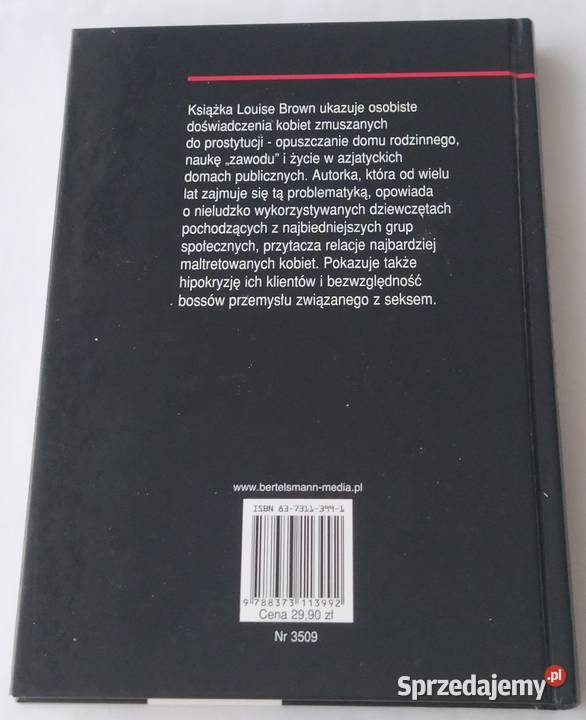 Książka Louise Brown ukazuje osobiste
doświadczenia kobiet zmuszanych
do prostytucji - opuszczanie domu rodzinnego,
naukę „zawodu" i życie w azjatyckich
domach publicznych. Autorka, która od wielu
lat zajmuje się tą problematyką, opowiada
o nieludzko wykorzystywanych dziewczętach
pochodzących z najbiedniejszych grup
społecznych, przytacza relacje najbardziej
maltretowanych kobiet. Pokazuje także
hipokryzję ich klientów i bezwzględność
bossów przemysłu związanego z seksem.
www.bertelsmann-media.pl
ISBN 83-7311-399-1
9 788373 113992
Cena 29,90 zł
Nr 3509
Sprzedajemy.pl